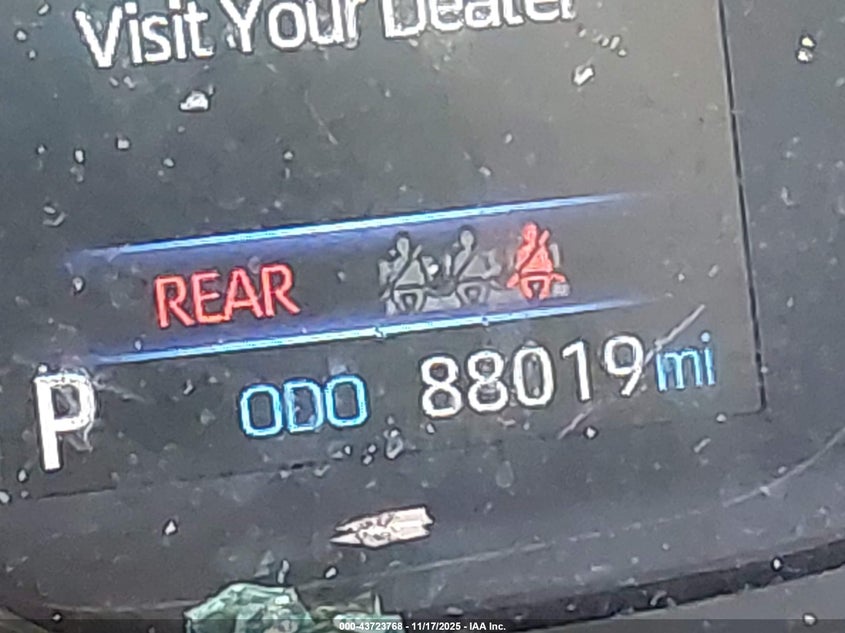 Visit Your Dealer
REAR
P ODO 88019 mi
000-43723768 - 11/17/2025 - IAA Inc.